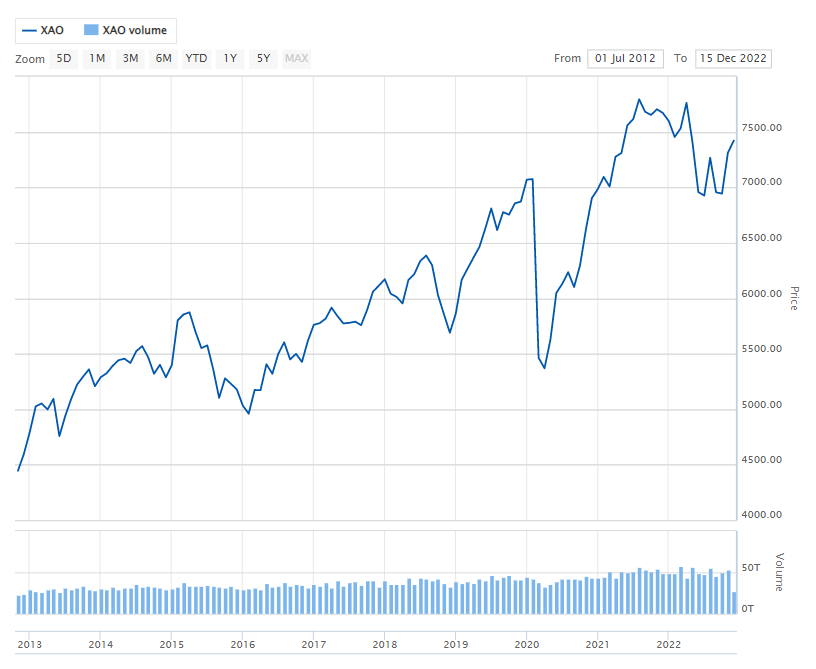 XAO XAO volume
Zoom 5D 1M 3M 6M YTD 1Y 5Y MAX From 01 Jul 2012 To 15 Dec 2022
7500.00
7000.00
6500.00
6000.00
Price
5500.00
5000.00
4500.00
4000.00
50T
Volume
0T
2013 2014 2015 2016 2017 2018 2019 2020 2021 2022